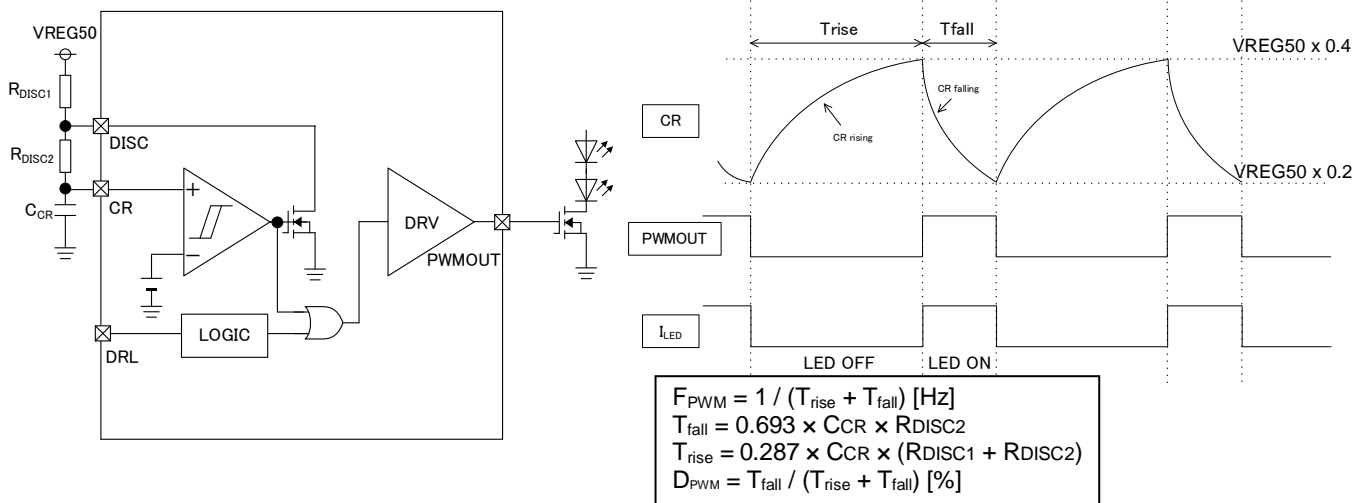 VREG50
RDISC1
DISC
RDISC2
CR
CCR
+
−
DRV
PWMOUT
LOGIC
DRL
Trise
Tfall
VREG50 x 0.4
CR
CR rising
CR falling
VREG50 x 0.2
PWMOUT
ILED
LED OFF
LED ON
FPWM = 1 / (Trise + Tfall) [Hz]
Tfall = 0.693 × CCR × RDISC2
Trise = 0.287 × CCR × (RDISC1 + RDISC2)
DPWM = Tfall / (Trise + Tfall) [%]